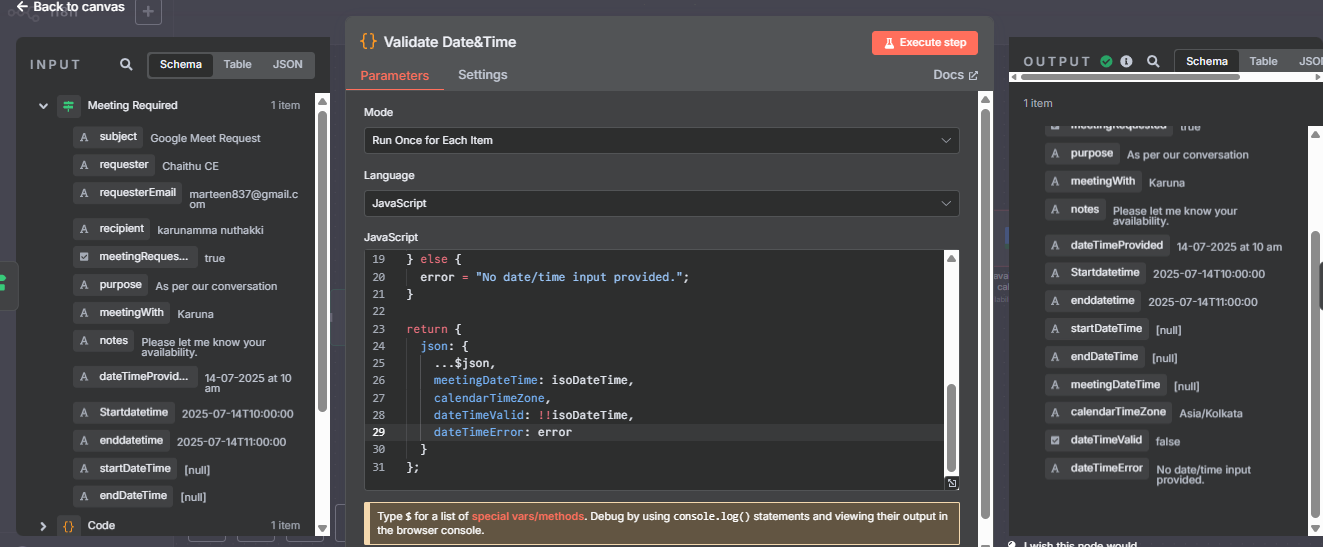 Back to canvas
INPUT
Schema
Table
JSON
Meeting Required
1 item
A subject Google Meet Request
A requester Chaithu CE
A requesterEmail marteen837@gmail.c
om
A recipient karunamma nuthakki
meetingReques... true
A purpose As per our conversation
A meetingWith Karuna
A notes Please let me know your
availability.
A dateTimeProvid... 14-07-2025 at 10
am
A Startdatetime 2025-07-14T10:00:00
A enddatetime 2025-07-14T11:00:00
A startDateTime [null]
A endDateTime [null]
{} Code 1 item
{} Validate Date&Time
Execute step
Parameters
Settings
Docs
Mode
Run Once for Each Item
Language
JavaScript
JavaScript
19 } else {
20 error = "No date/time input provided.";
21 }
22
23 return {
24 json: {
25 ...$json,
26 meetingDateTime: isoDateTime,
27 calendarTimeZone,
28 dateTimeValid: !!isoDateTime,
29 dateTimeError: error
30 }
31 };
Type $ for a list of special vars/methods. Debug by using console.log() statements and viewing their output in
the browser console.
OUTPUT
Schema
Table
JSO
1 item
meetingRequested true
A purpose As per our conversation
A meetingWith Karuna
A notes Please let me know your
availability.
A dateTimeProvided 14-07-2025 at 10 am
A Startdatetime 2025-07-14T10:00:00
A enddatetime 2025-07-14T11:00:00
A startDateTime [null]
A endDateTime [null]
A meetingDateTime [null]
A calendarTimeZone Asia/Kolkata
dateTimeValid false
A dateTimeError No date/time input
provided.
I wish this node would